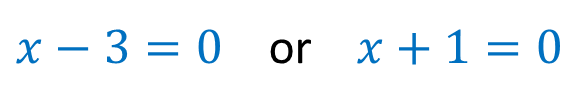 x − 3 = 0 or x + 1 = 0